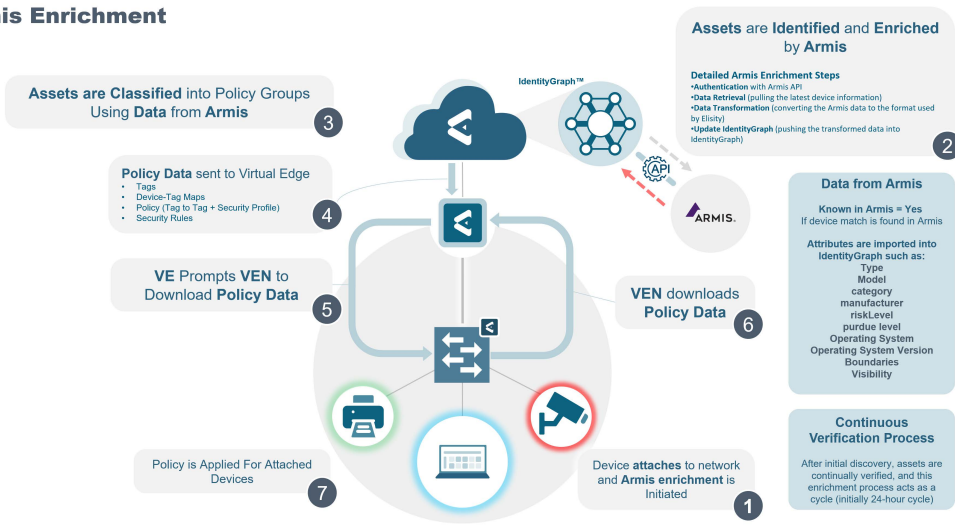 is Enrichment
Assets are Identified and Enriched
by Armis
Detailed Armis Enrichment Steps
•Authentication with Armis API
•Data Retrieval (pulling the latest device information)
•Data Transformation (converting the Armis data to the format used
by Elisity)
•Update IdentityGraph (pushing the transformed data into
IdentityGraph)
2
IdentityGraph™
Assets are Classified into Policy Groups
Using Data from Armis
3
API
ARMIS.
Policy Data sent to Virtual Edge
• Tags
• Device-Tag Maps
• Policy (Tag to Tag + Security Profile)
• Security Rules
4
Data from Armis
Known in Armis = Yes
If device match is found in Armis
Attributes are imported into
IdentityGraph such as:
Type
Model
category
manufacturer
riskLevel
purdue level
Operating System
Operating System Version
Boundaries
Visibility
VE Prompts VEN to
Download Policy Data
5
VEN downloads
Policy Data
6
Continuous
Verification Process
After initial discovery, assets are
continually verified, and this
enrichment process acts as a
cycle (initially 24-hour cycle)
Policy is Applied For Attached
Devices
7
Device attaches to network
and Armis enrichment is
Initiated
1